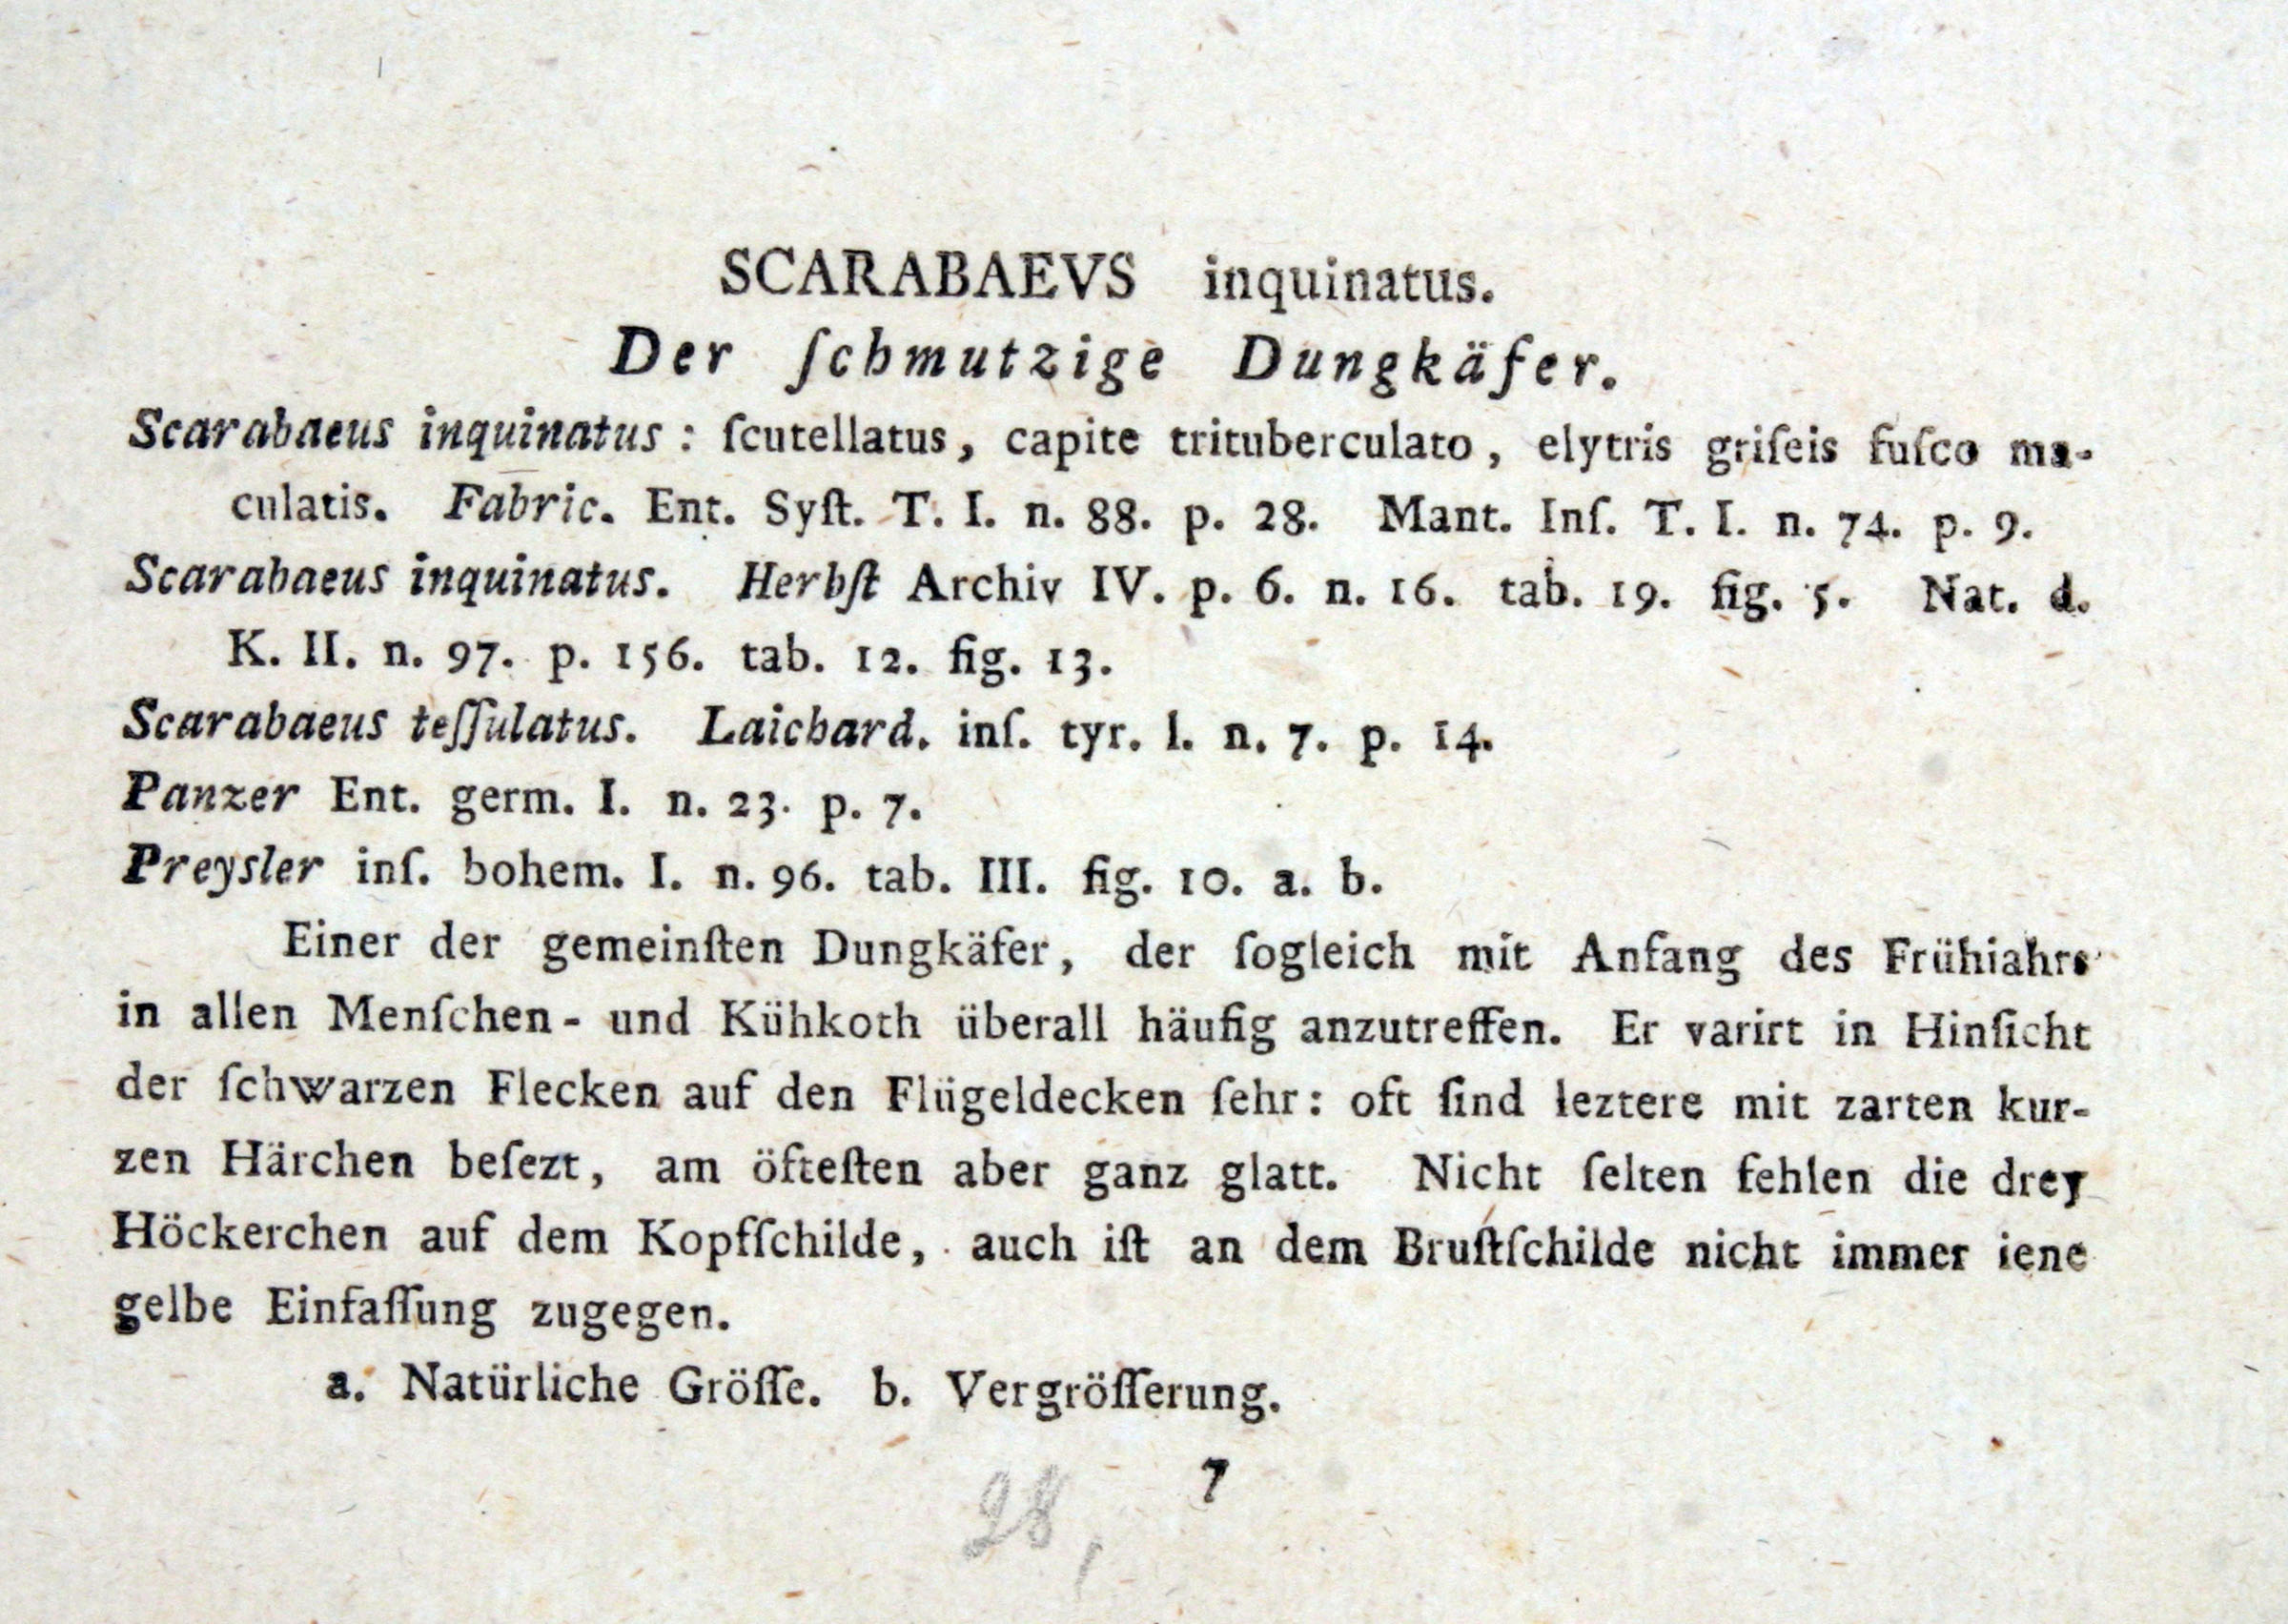 SCARABAEVS inquinatus.
Der ſchmutzige Dungkäfer.
Scarabaeus inquinatus: ſcutellatus, capite trituberculato, elytris griſeis fuſco ma-
culatis. Fabric. Ent. Syſt. T. I. n. 88. p. 28. Mant. Inſ. T. I. n. 74. p. 9.
Scarabaeus inquinatus. Herbſt Archiv IV. p. 6. n. 16. tab. 19. fig. 5. Nat. d.
K. II. n. 97. p. 156. tab. 12. fig. 13.
Scarabaeus teſſulatus. Laichard. inſ. tyr. l. n. 7. p. 14.
Panzer Ent. germ. I. n. 23. p. 7.
Preysler inſ. bohem. I. n. 96. tab. III. fig. 10. a. b.
Einer der gemeinſten Dungkäfer, der ſogleich mit Anfang des Frühiahrs
in allen Menſchen- und Kühkoth überall häufig anzutreffen. Er varirt in Hinſicht
der ſchwarzen Flecken auf den Flügeldecken ſehr: oft ſind leztere mit zarten kur-
zen Härchen beſezt, am öfteſten aber ganz glatt. Nicht ſelten fehlen die drey
Höckerchen auf dem Kopfſchilde, auch iſt an dem Bruſtſchilde nicht immer iene
gelbe Einfaſſung zugegen.
a. Natürliche Gröſſe. b. Vergröſſerung.
7
28,